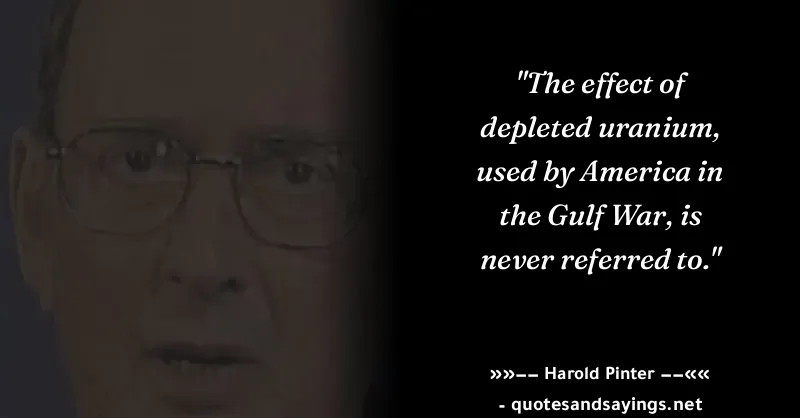 "The effect of
depleted uranium,
used by America in
the Gulf War, is
never referred to."
»»–– Harold Pinter ––««
- quotesandsayings.net